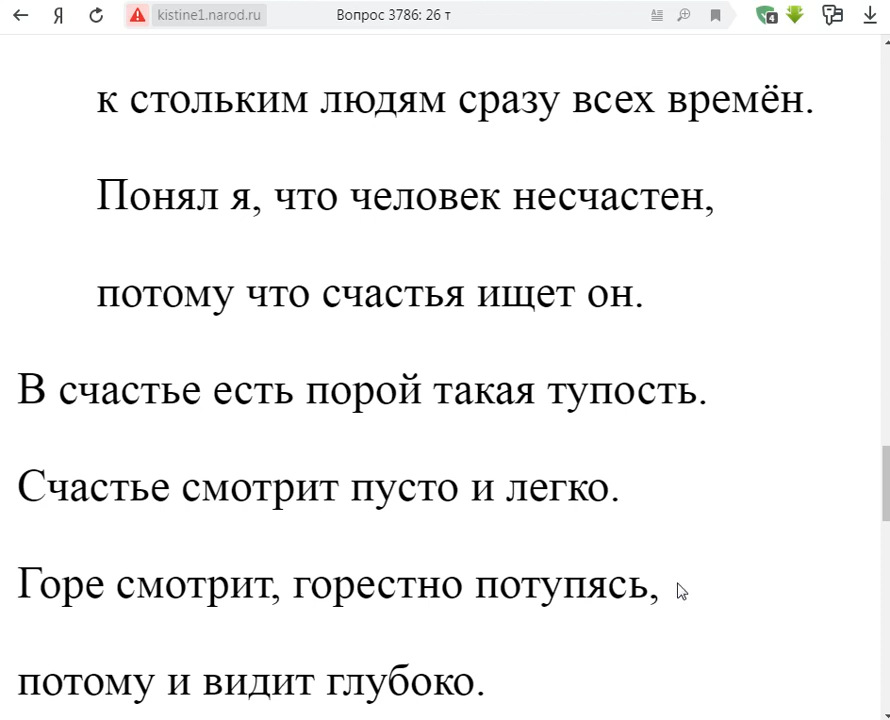 kistine1.narod.ru
Вопрос 3786: 26 т
4
к стольким людям сразу всех времён.
Понял я, что человек несчастен,
потому что счастья ищет он.
В счастье есть порой такая тупость.
Счастье смотрит пусто и легко.
Горе смотрит, горестно потупясь,
потому и видит глубоко.